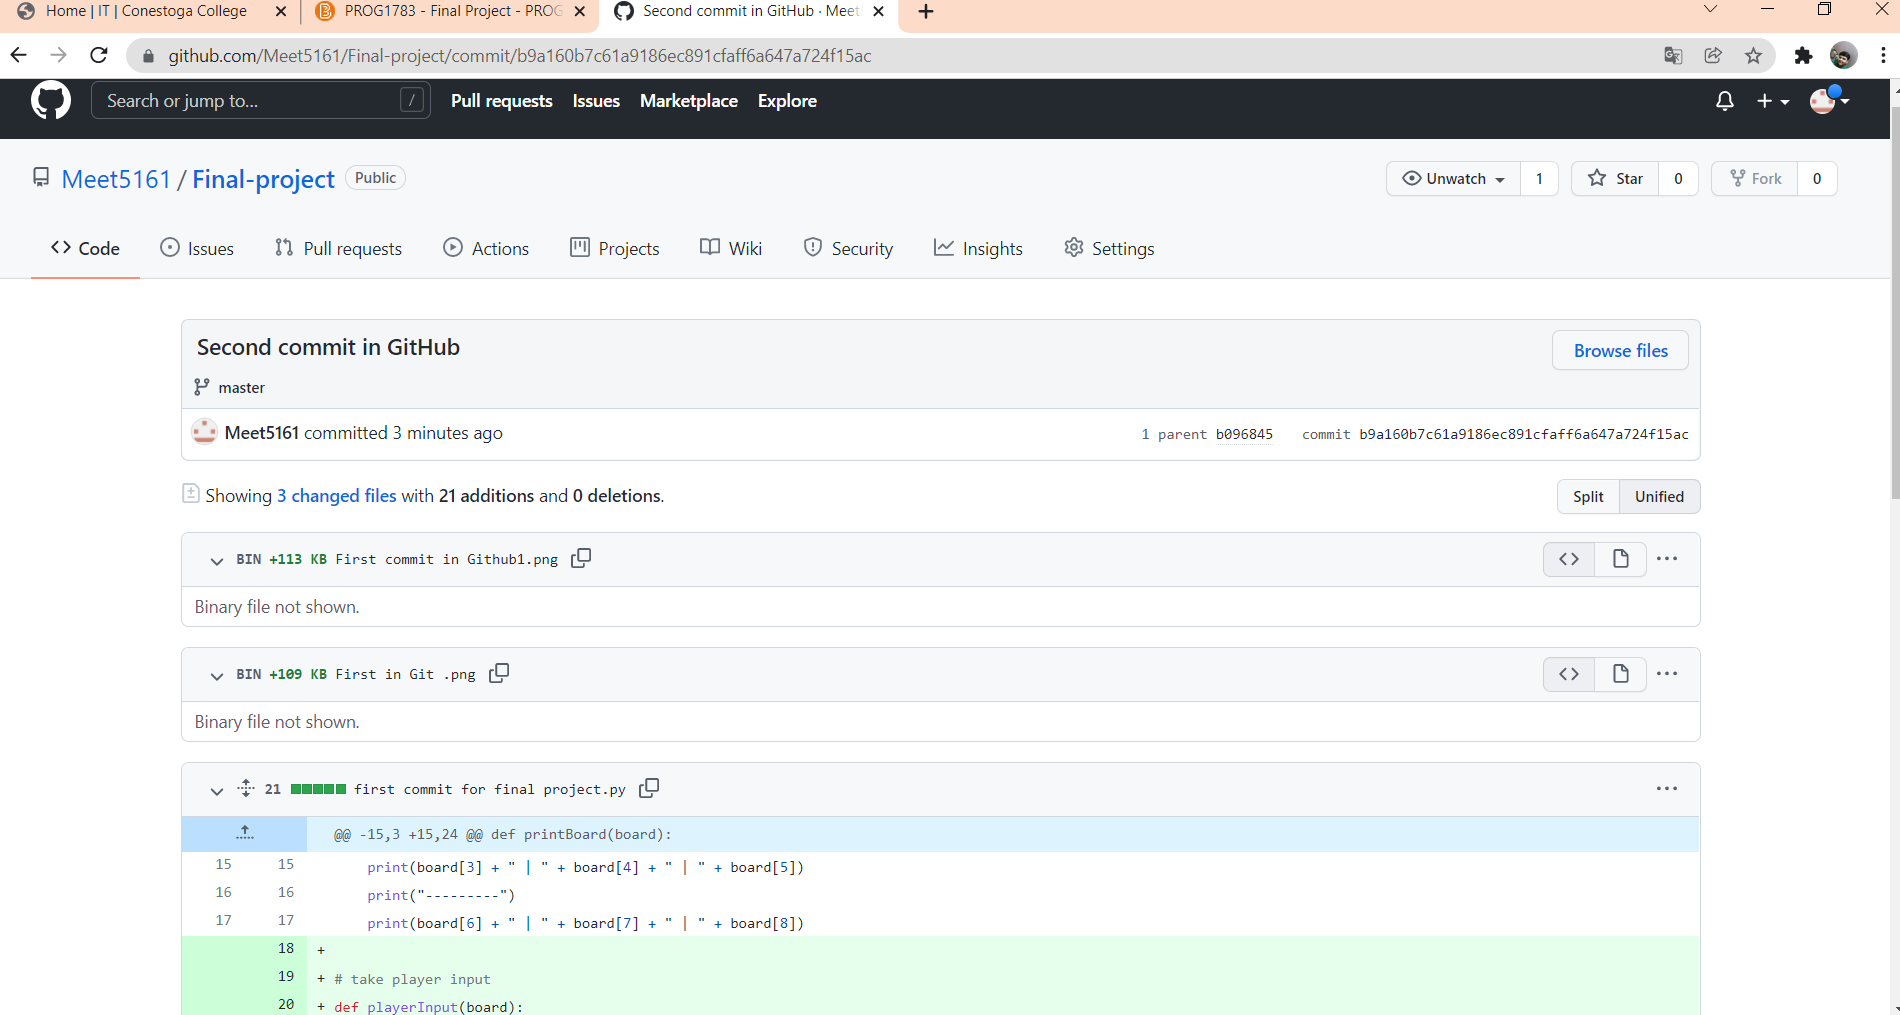 Home | IT | Conestoga College
PROG1783 - Final Project - PROG
Second commit in GitHub · Meet
github.com/Meet5161/Final-project/commit/b9a160b7c61a9186ec891cfaff6a647a724f15ac
Search or jump to... /
Pull requests Issues Marketplace Explore
Meet5161 / Final-project Public
Unwatch 1 Star 0 Fork 0
Code Issues Pull requests Actions Projects Wiki Security Insights Settings
Second commit in GitHub
Browse files
master
Meet5161 committed 3 minutes ago
1 parent b096845 commit b9a160b7c61a9186ec891cfaff6a647a724f15ac
Showing 3 changed files with 21 additions and 0 deletions.
Split Unified
BIN +113 KB First commit in Github1.png
Binary file not shown.
BIN +109 KB First in Git .png
Binary file not shown.
21 first commit for final project.py
@@ -15,3 +15,24 @@ def printBoard(board):
15 15 print(board[3] + " | " + board[4] + " | " + board[5])
16 16 print("---------")
17 17 print(board[6] + " | " + board[7] + " | " + board[8])
18 +
19 + # take player input
20 + def playerInput(board):